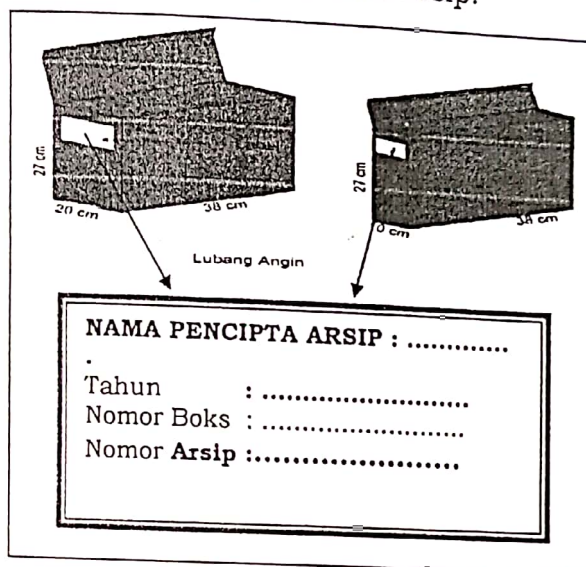 27 cm
20 cm
38 cm
27 cm
0 cm
38 cm
Lubang Angin
NAMA PENCIPTA ARSIP : .............
.
Tahun : ........................
Nomor Boks : ........................
Nomor Arsip :........................